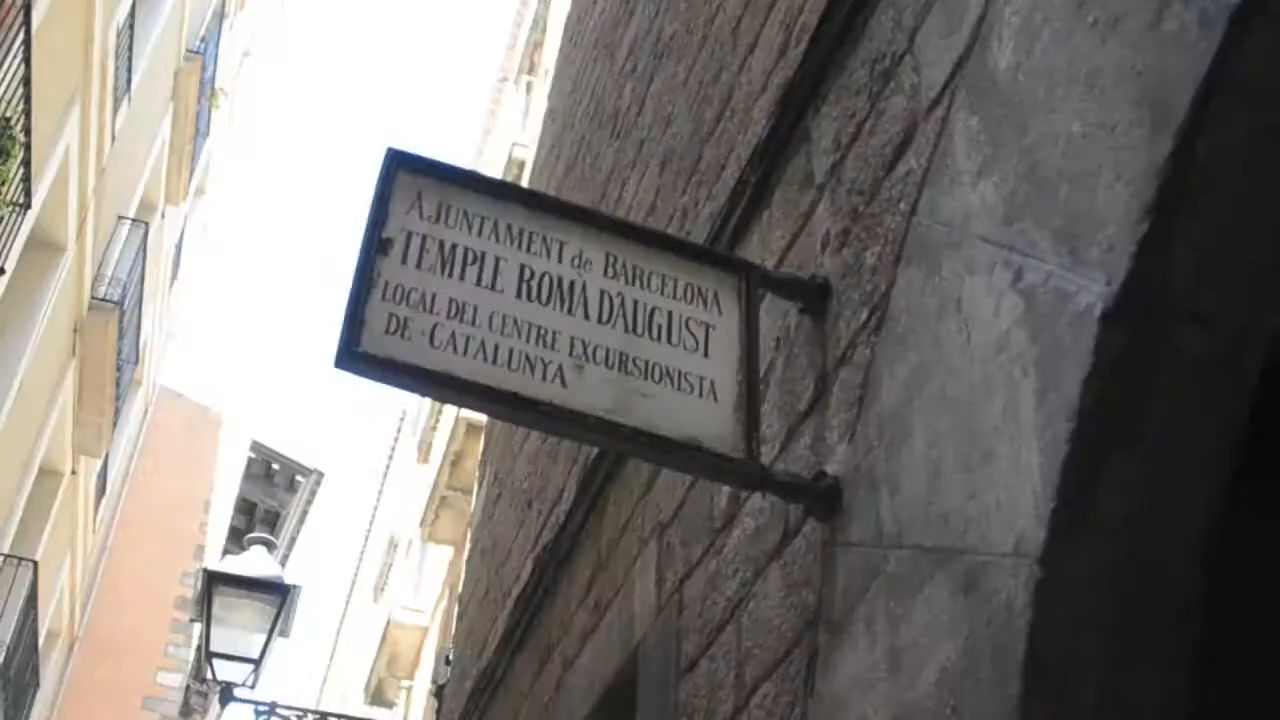 AJUNTAMENT de BARCELONA
TEMPLE ROMÀ D'AUGUST
LOCAL DEL CENTRE EXCURSIONISTA
DE CATALUNYA